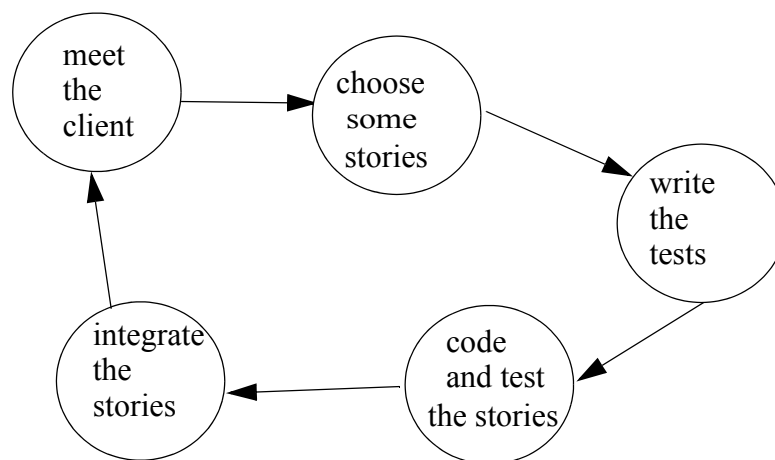 meet
the
client
choose
some
stories
write
the
tests
code
and test
the stories
integrate
the
stories